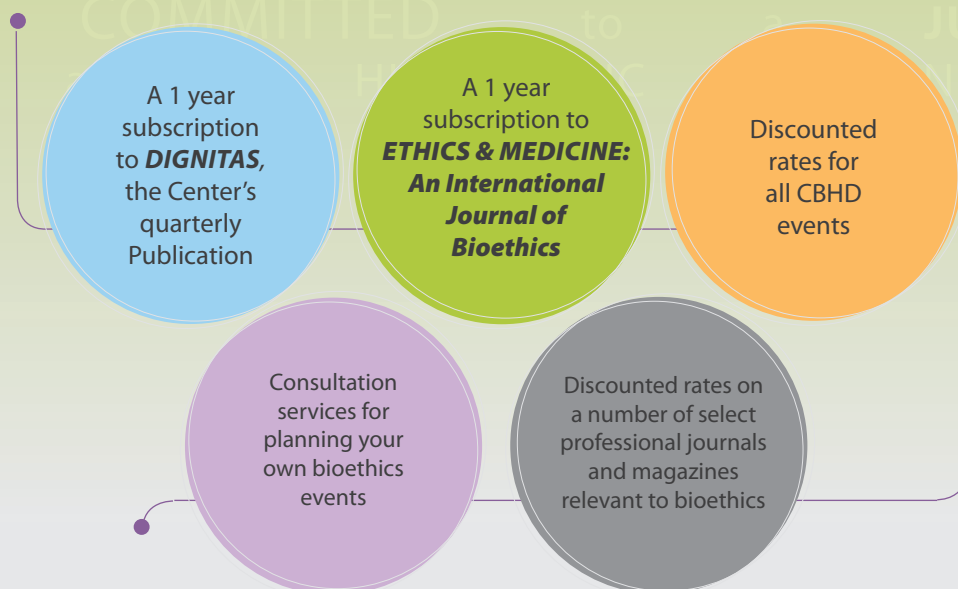 COMMITTED to a
A 1 year
subscription
to DIGNITAS,
the Center’s
quarterly
Publication
A 1 year
subscription to
ETHICS & MEDICINE:
An International
Journal of
Bioethics
Discounted
rates for
all CBHD
events
Consultation
services for
planning your
own bioethics
events
Discounted rates on
a number of select
professional journals
and magazines
relevant to bioethics